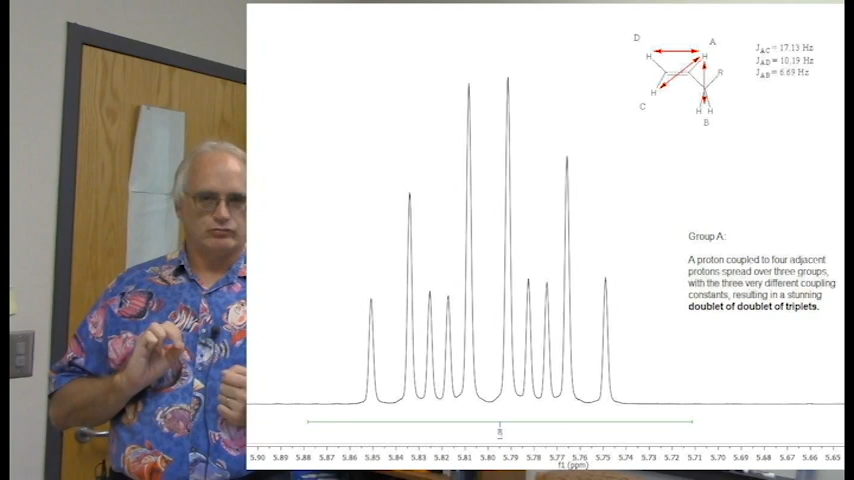 D
A
H
H
R
H
C
H H
B
J AC = 17.13 Hz
J AD = 10.19 Hz
J AB = 6.69 Hz
Group A:
A proton coupled to four adjacent
protons spread over three groups,
with the three very different coupling
constants, resulting in a stunning
doublet of doublet of triplets.
5.90 5.89 5.88 5.87 5.86 5.85 5.84 5.83 5.82 5.81 5.80 5.79 5.78 5.77 5.76 5.75 5.74 5.73 5.72 5.71 5.70 5.69 5.68 5.67 5.66 5.65
f1 (ppm)